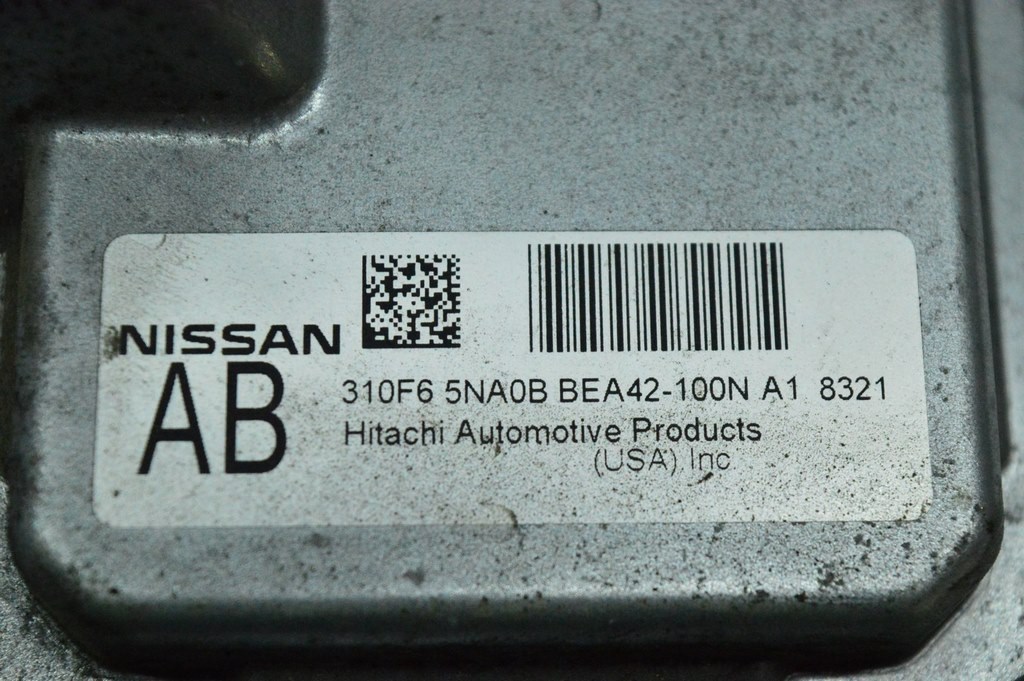 NISSAN
AB
310F6 5NA0B BEA42-100N A1 8321
Hitachi Automotive Products
(USA) Inc